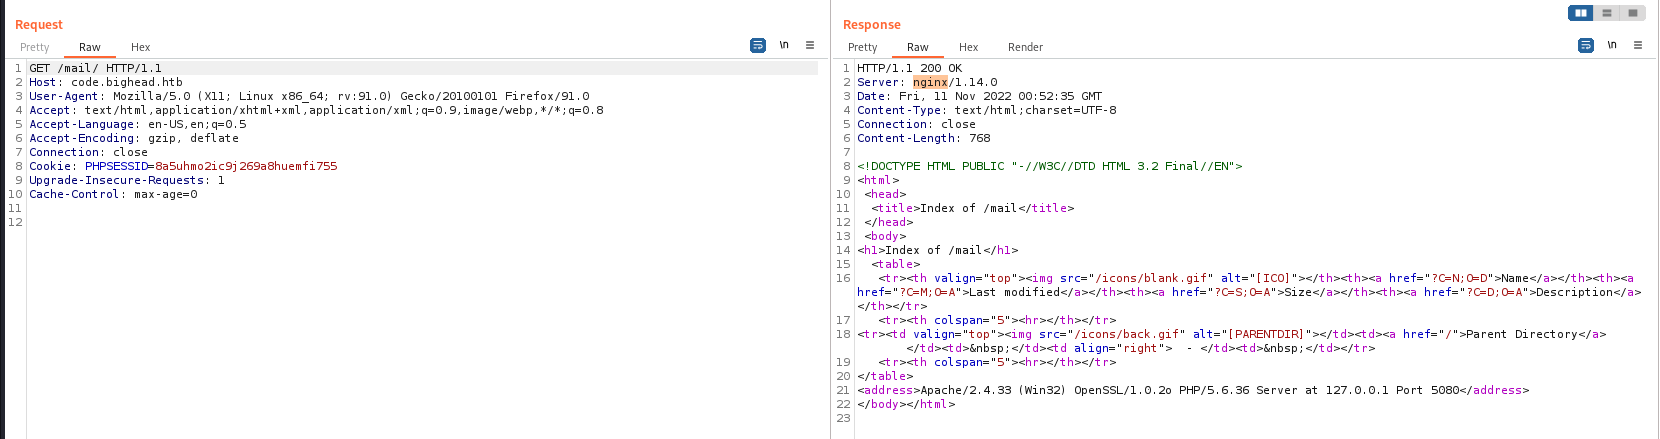 Request
Pretty Raw Hex
\n
1 GET /mail/ HTTP/1.1
2 Host: code.bighead.htb
3 User-Agent: Mozilla/5.0 (X11; Linux x86_64; rv:91.0) Gecko/20100101 Firefox/91.0
4 Accept: text/html,application/xhtml+xml,application/xml;q=0.9,image/webp,*/*;q=0.8
5 Accept-Language: en-US,en;q=0.5
6 Accept-Encoding: gzip, deflate
7 Connection: close
8 Cookie: PHPSESSID=8a5uhmo2ic9j269a8huemfi755
9 Upgrade-Insecure-Requests: 1
10 Cache-Control: max-age=0
11
12
Response
Pretty Raw Hex Render
\n
1 HTTP/1.1 200 OK
2 Server: nginx/1.14.0
3 Date: Fri, 11 Nov 2022 00:52:35 GMT
4 Content-Type: text/html;charset=UTF-8
5 Connection: close
6 Content-Length: 768
7
8 <!DOCTYPE HTML PUBLIC "-//W3C//DTD HTML 3.2 Final//EN">
9 <html>
10 <head>
11 <title>Index of /mail</title>
12 </head>
13 <body>
14 <h1>Index of /mail</h1>
15 <table>
16 <tr><th valign="top"><img src="/icons/blank.gif" alt="[ICO]"></th><th><a href="?C=N;O=D">Name</a></th><th><a
href="?C=M;O=A">Last modified</a></th><th><a href="?C=S;O=A">Size</a></th><th><a href="?C=D;O=A">Description</a>
</th></tr>
17 <tr><th colspan="5"><hr></th></tr>
18 <tr><td valign="top"><img src="/icons/back.gif" alt="[PARENTDIR]"></td><td><a href="/">Parent Directory</a>
</td><td>&nbsp;</td><td align="right">  - </td><td>&nbsp;</td></tr>
19 <tr><th colspan="5"><hr></th></tr>
20 </table>
21 <address>Apache/2.4.33 (Win32) OpenSSL/1.0.2o PHP/5.6.36 Server at 127.0.0.1 Port 5080</address>
22 </body></html>
23